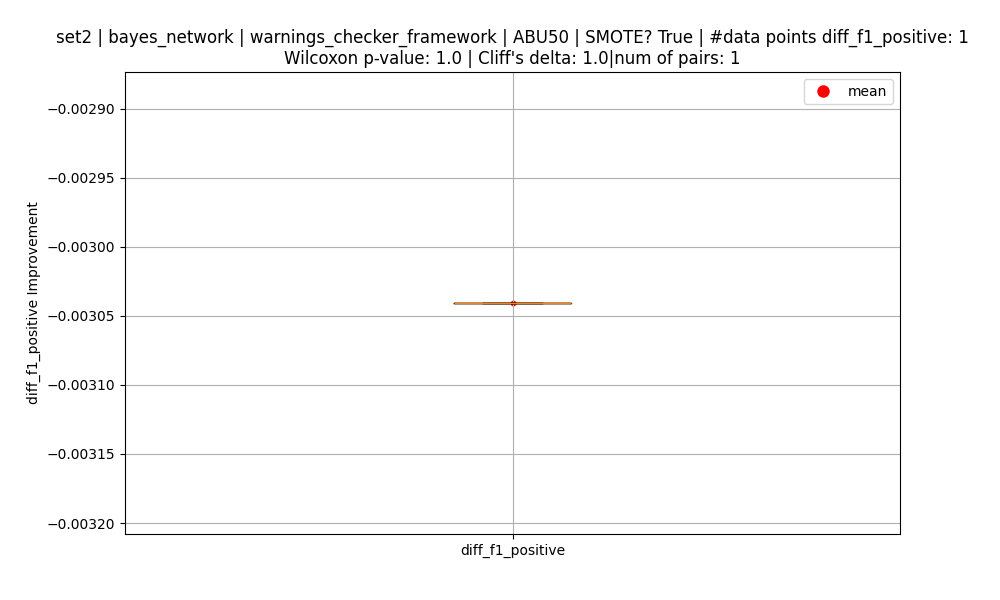 set2 | bayes_network | warnings_checker_framework | ABU50 | SMOTE? True | #data points diff_f1_positive: 1
Wilcoxon p-value: 1.0 | Cliff's delta: 1.0|num of pairs: 1
mean
−0.00290
−0.00295
−0.00300
−0.00305
−0.00310
−0.00315
−0.00320
diff_f1_positive Improvement
diff_f1_positive